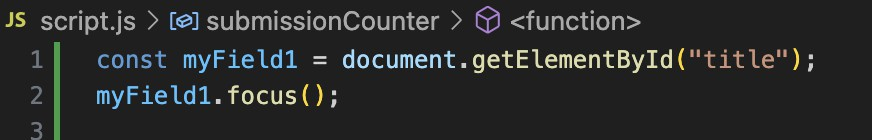 JS script.js > submissionCounter > <function>
1 const myField1 = document.getElementById("title");
2 myField1.focus();
3